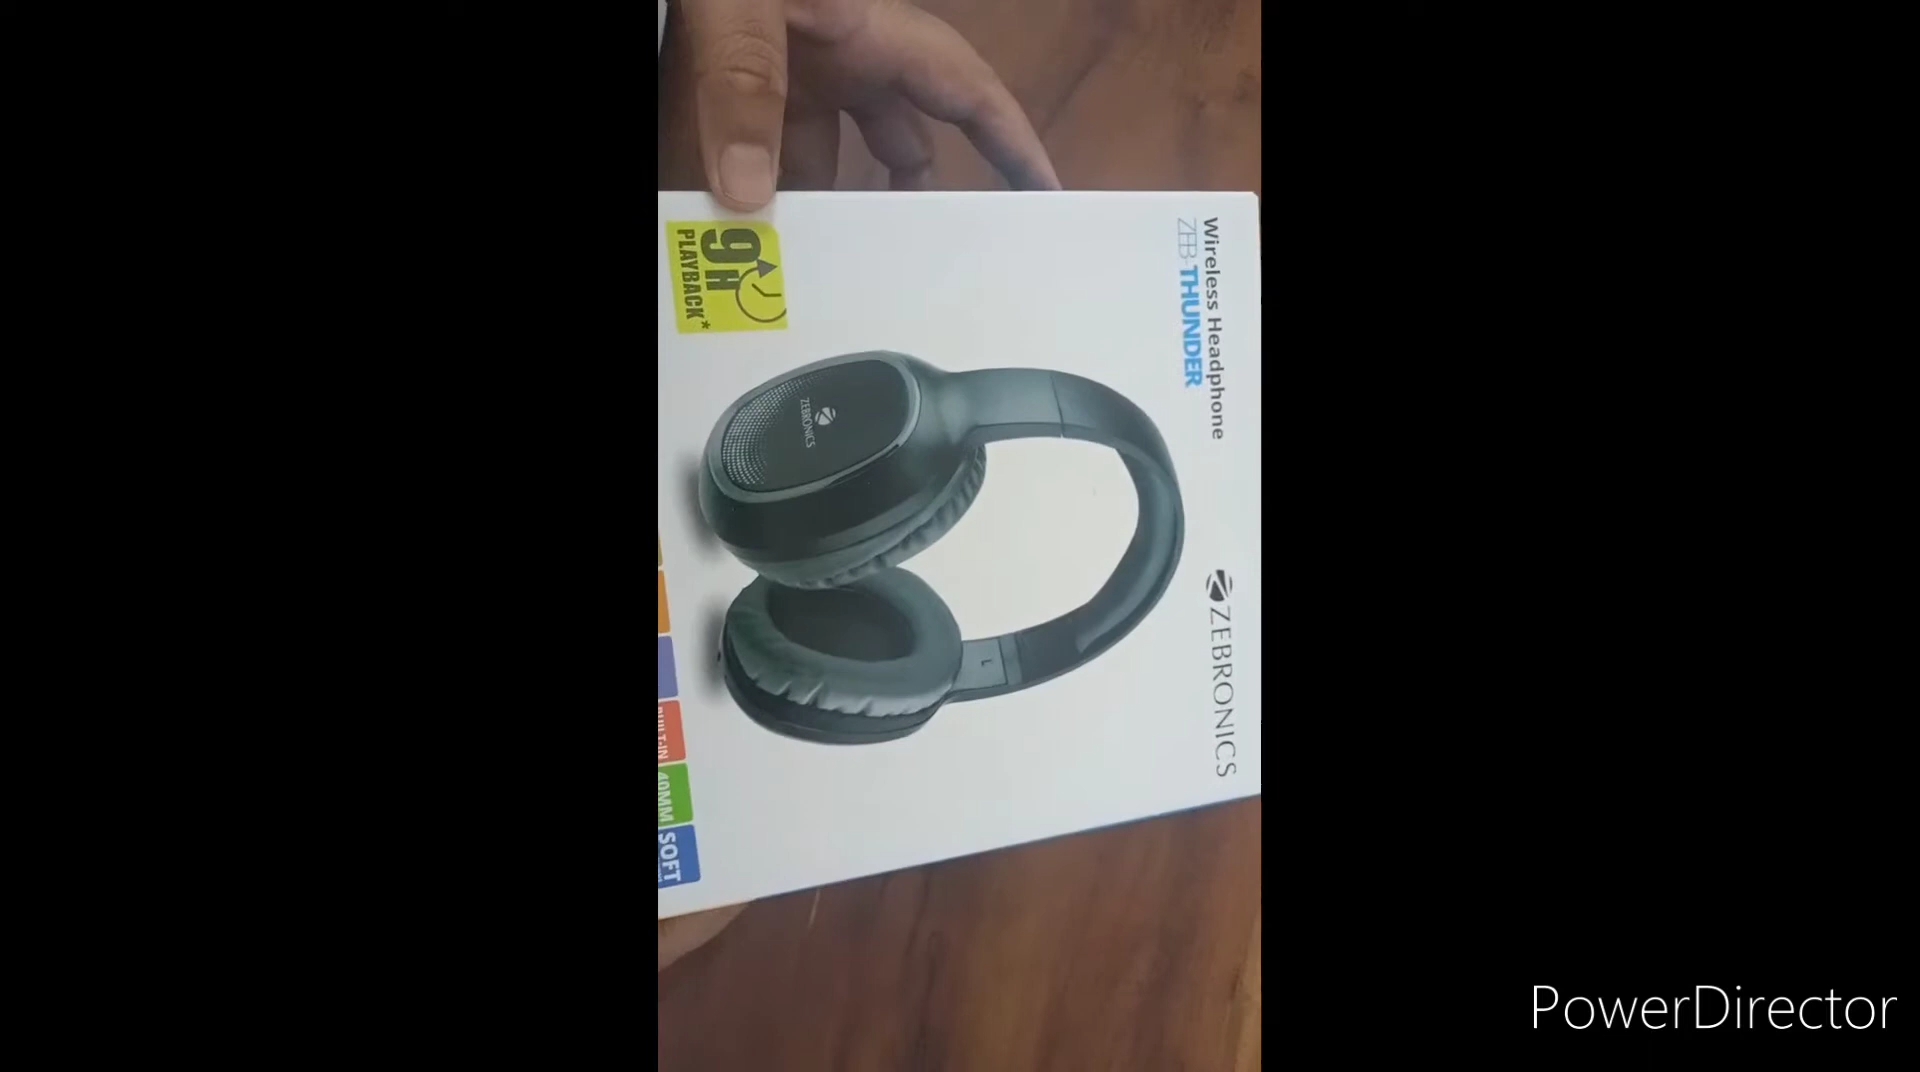 Wireless Headphone
ZEB-THUNDER
ZEBRONICS
ZEBRONICS
L
9H
PLAYBACK*
BUILT-IN
40MM
SOFT
PowerDirector